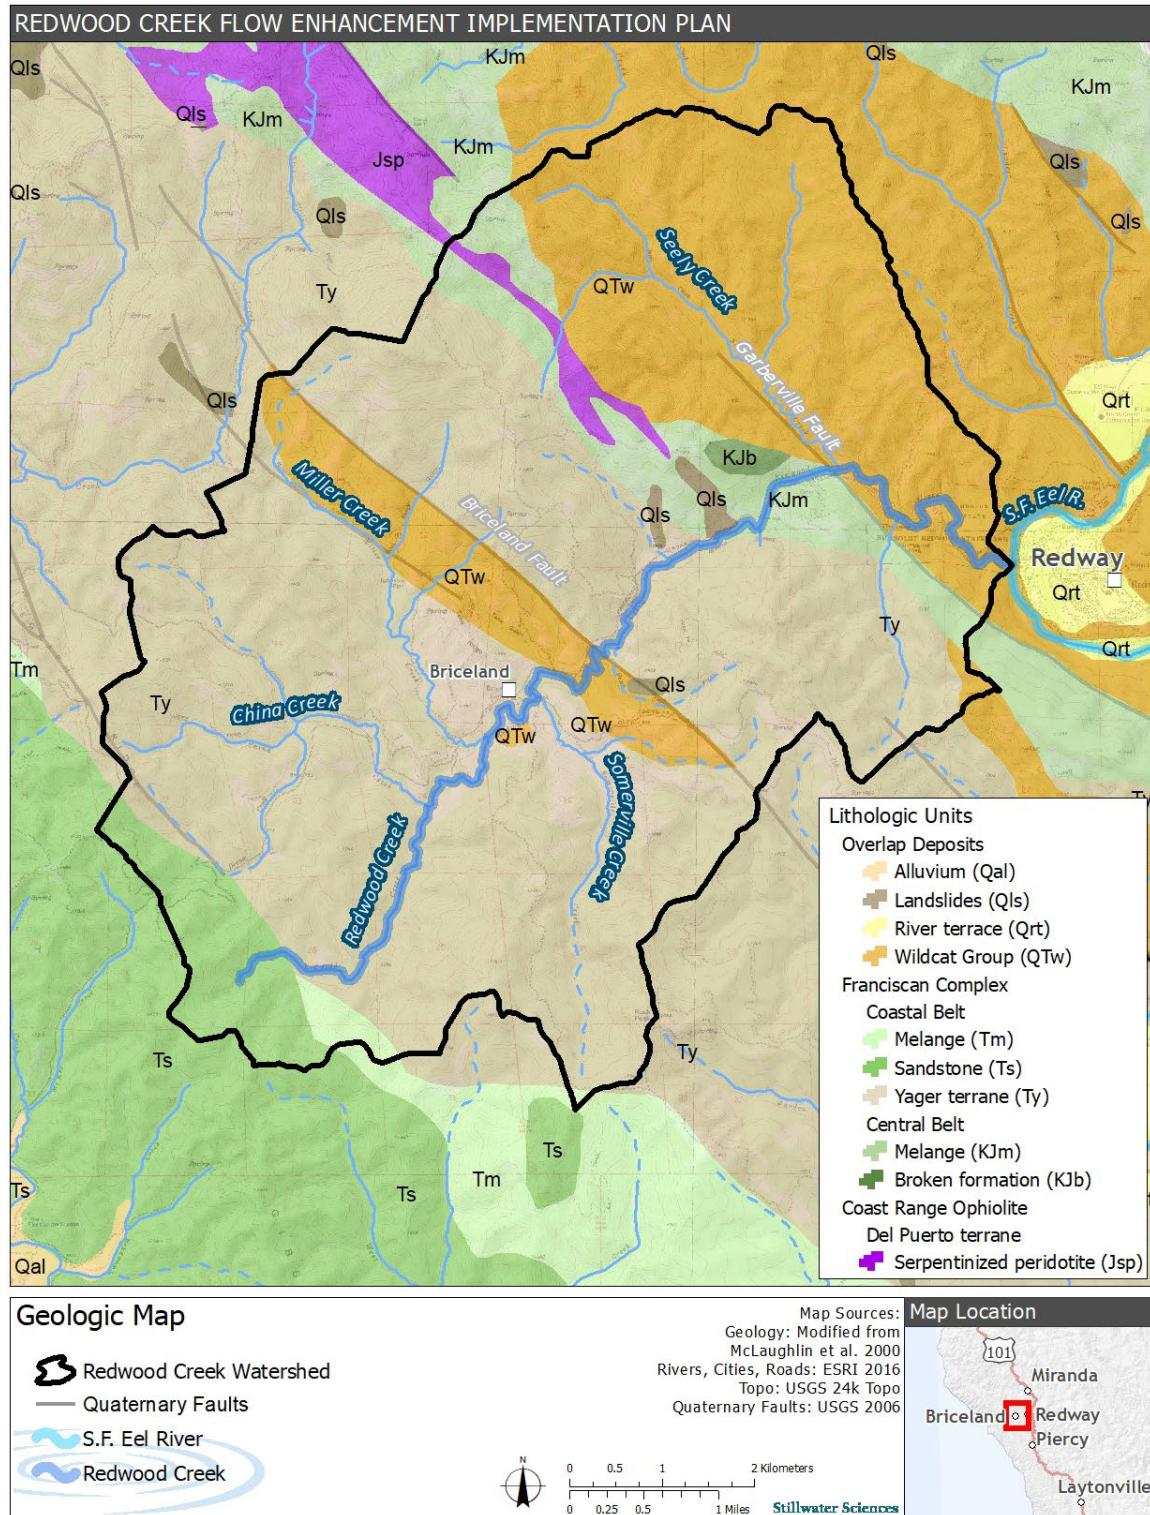 REDWOOD CREEK FLOW ENHANCEMENT IMPLEMENTATION PLAN
Qls
KJm
Qls
KJm
Qls
KJm
KJm
Jsp
Qls
Qls
Qls
Qls
Seely Creek
Ty
QTw
Garberville Fault
Qls
Qrt
KJb
Miller Creek
Qls
KJm
Briceland Fault
Qls
S.F. Eel R.
Redway
QTw
Qrt
Ty
Qrt
Tm
Briceland
Qls
Ty
China Creek
QTw
QTw
Somerville Creek
Redwood Creek
Ty
Ts
Ty
Ts
Tm
Ts
Ts
Qal
Lithologic Units
Overlap Deposits
Alluvium (Qal)
Landslides (Qls)
River terrace (Qrt)
Wildcat Group (QTw)
Franciscan Complex
Coastal Belt
Melange (Tm)
Sandstone (Ts)
Yager terrane (Ty)
Central Belt
Melange (KJm)
Broken formation (KJb)
Coast Range Ophiolite
Del Puerto terrane
Serpentinized peridotite (Jsp)
Geologic Map
Redwood Creek Watershed
Quaternary Faults
S.F. Eel River
Redwood Creek
Map Sources:
Geology: Modified from
McLaughlin et al. 2000
Rivers, Cities, Roads: ESRI 2016
Topo: USGS 24k Topo
Quaternary Faults: USGS 2006
N
0 0.5 1 2 Kilometers
0 0.25 0.5 1 Miles
Stillwater Sciences
Map Location
101
Miranda
Briceland
Redway
Piercy
Laytonville